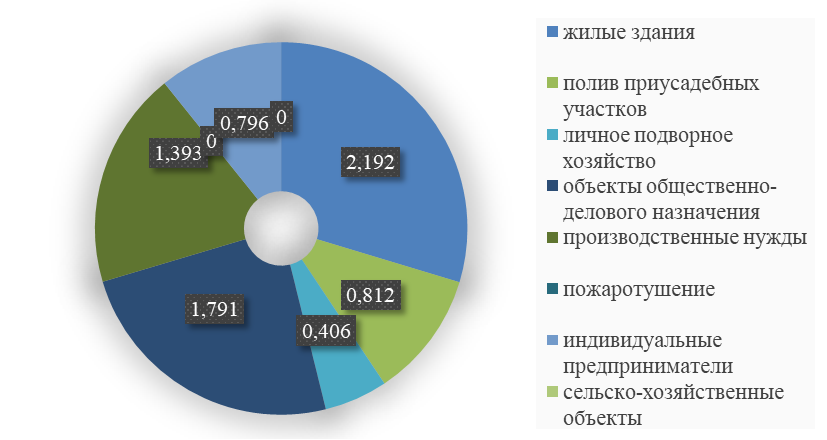 0,796
0
1,393
0
2,192
0,812
1,791
0,406
жилые здания
полив приусадебных
участков
личное подворное
хозяйство
объекты общественно-
делового назначения
производственные нужды
пожаротушение
индивидуальные
предприниматели
сельско-хозяйственные
объекты